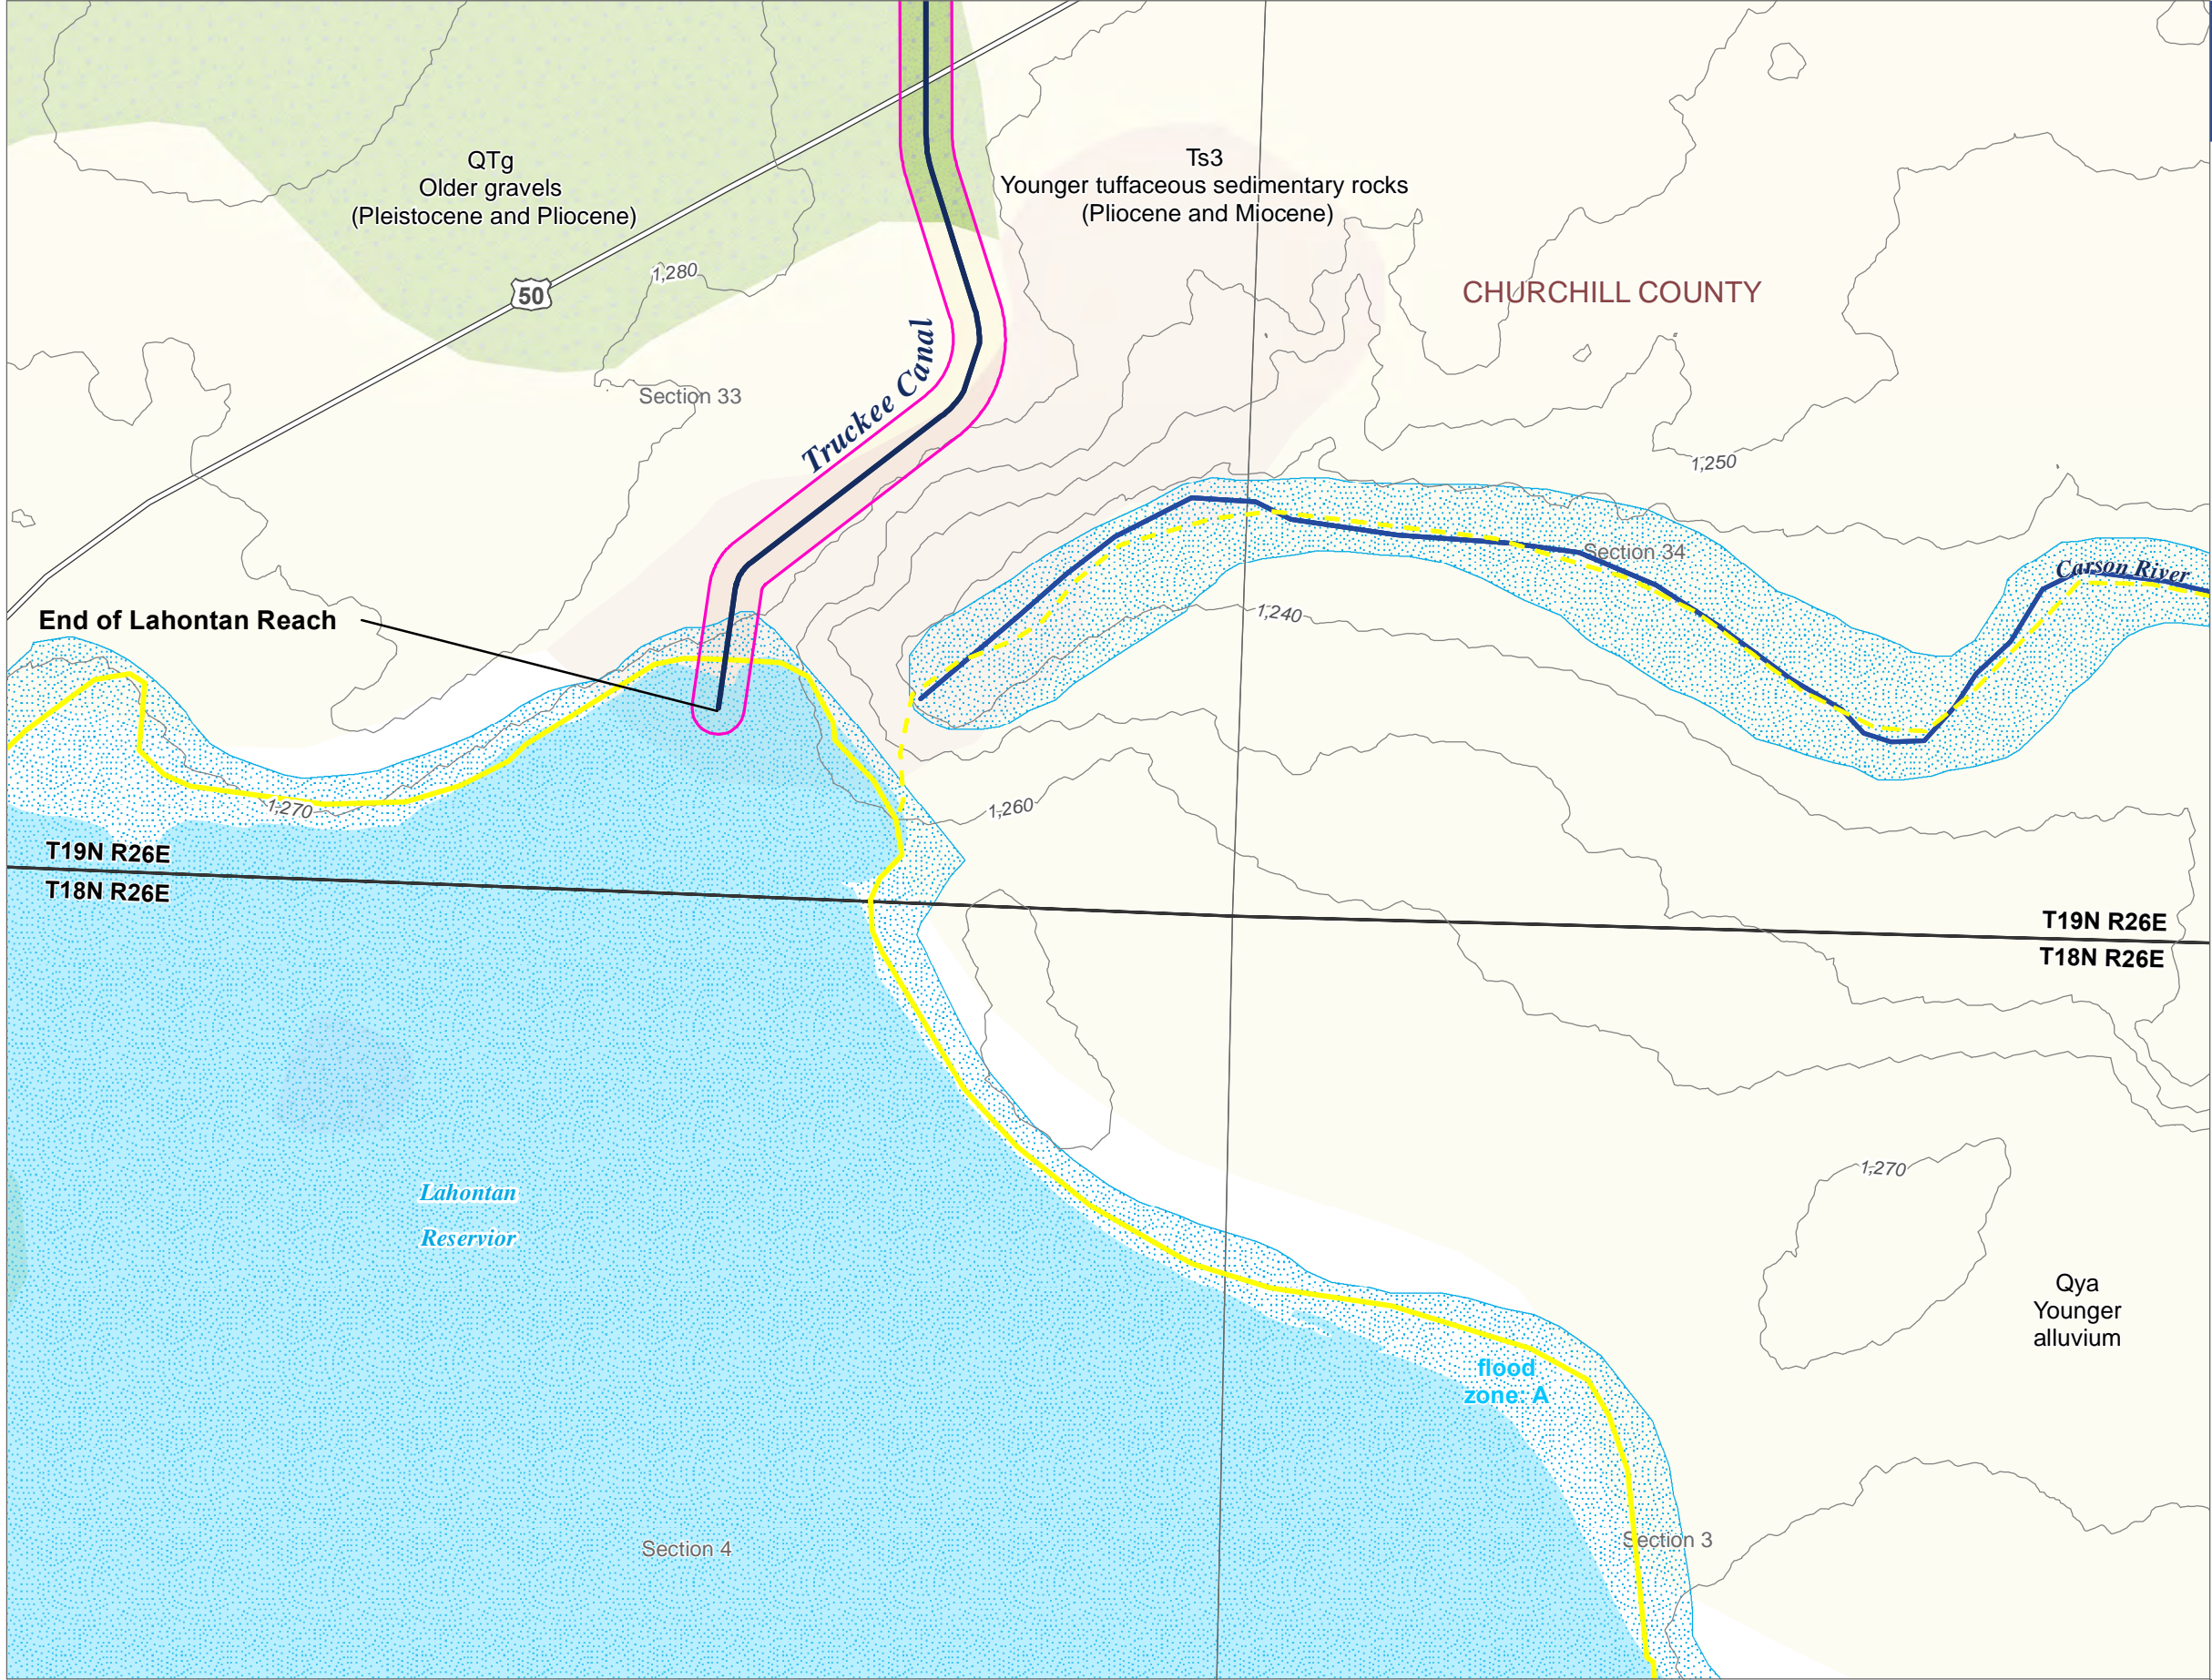 QTg
Older gravels
(Pleistocene and Pliocene)
Ts3
Younger tuffaceous sedimentary rocks
(Pliocene and Miocene)
1,280
50
CHURCHILL COUNTY
Truckee Canal
Section 33
1,250
Section 34
Carson River
End of Lahontan Reach
1,240
1,270
1,260
T19N R26E
T18N R26E
T19N R26E
T18N R26E
1,270
Lahontan
Reservior
Qya
Younger
alluvium
flood
zone: A
Section 4
Section 3